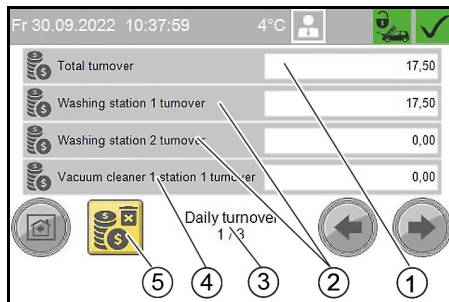 Fr 30.09.2022 10:37:59 4°C
Total turnover 17,50
Washing station 1 turnover 17,50
Washing station 2 turnover 0,00
Vacuum cleaner 1 station 1 turnover 0,00
Daily turnover
1 / 3
5 4 3 2 1